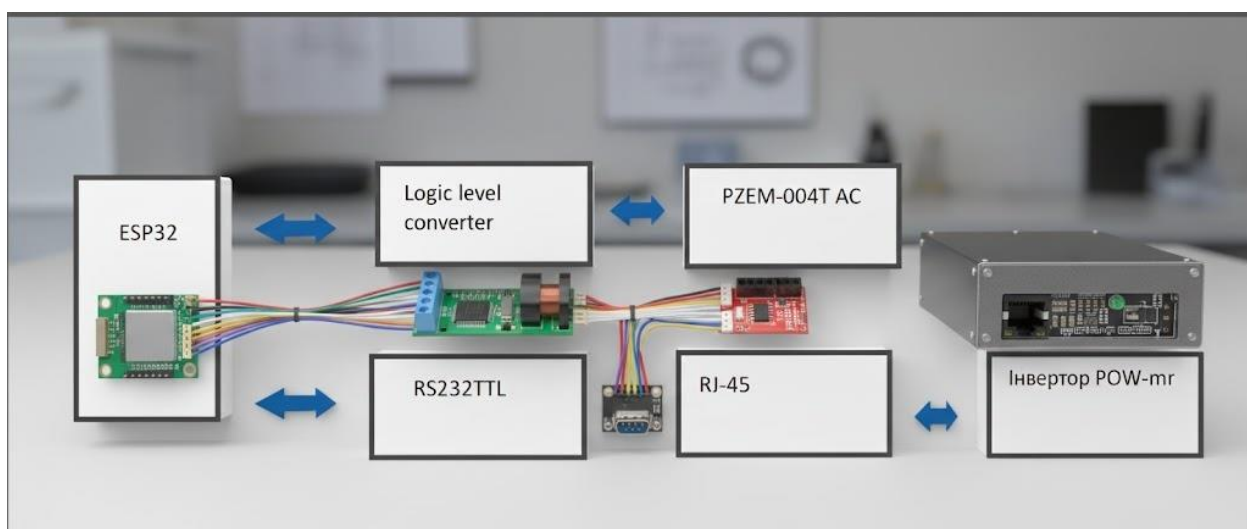 ESP32
Logic level
converter
PZEM-004T AC
RS232TTL
RJ-45
Інвертор POW-mr